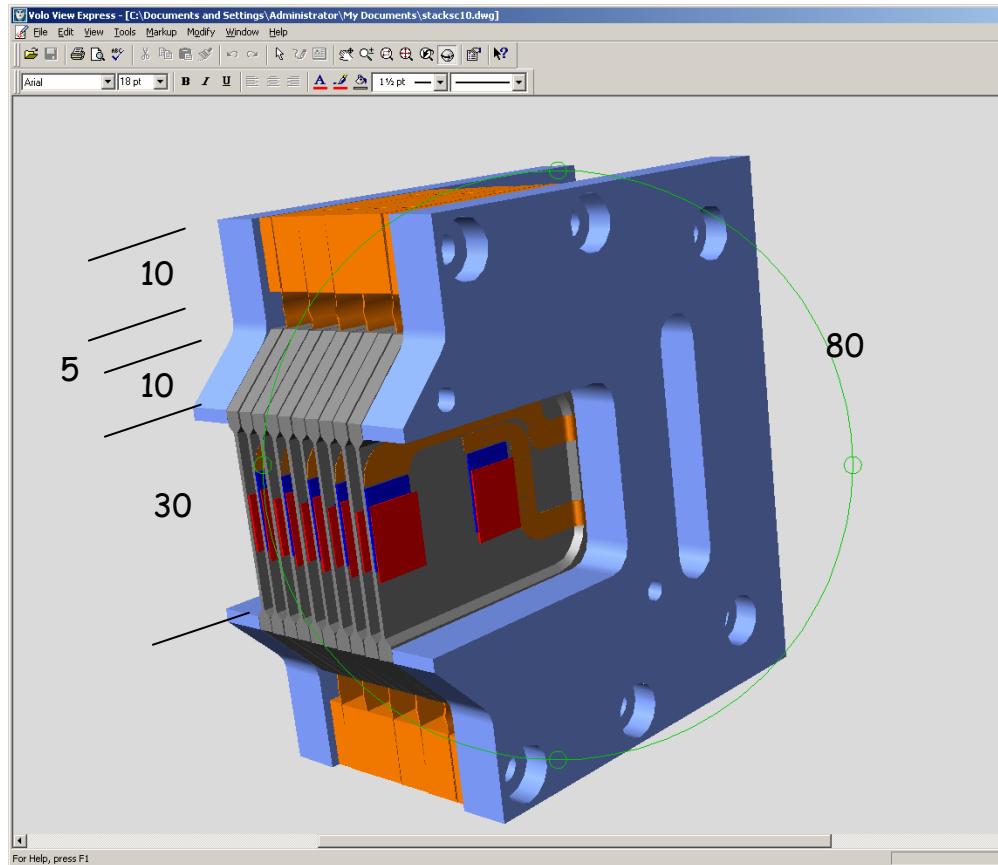 Volo View Express - [C:\Documents and Settings\Administrator\My Documents\stacksc10.dwg]
File Edit View Tools Markup Modify Window Help
Arial 18 pt B I U A 1½ pt
10
5
10
30
80
For Help, press F1